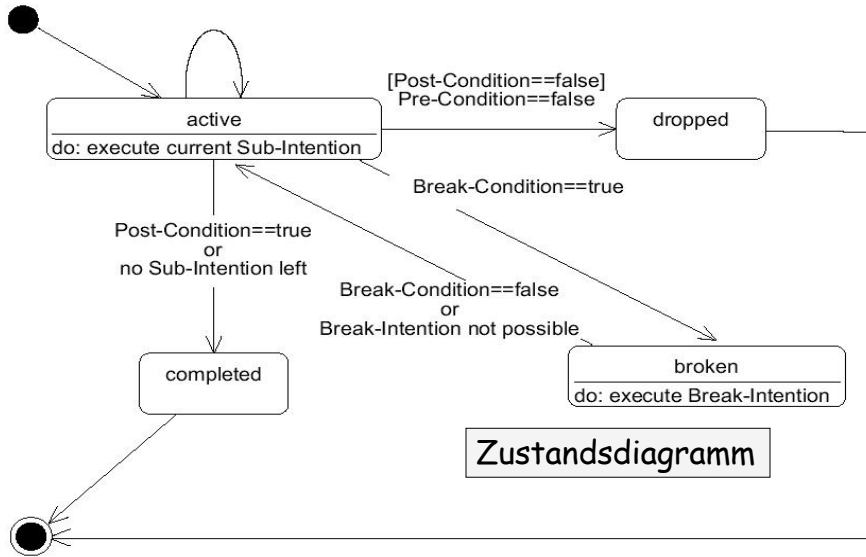 [Post-Condition==false]
Pre-Condition==false
active
dropped
do: execute current Sub-Intention
Break-Condition==true
Post-Condition==true
or
no Sub-Intention left
Break-Condition==false
or
Break-Intention not possible
completed
broken
do: execute Break-Intention
Zustandsdiagramm